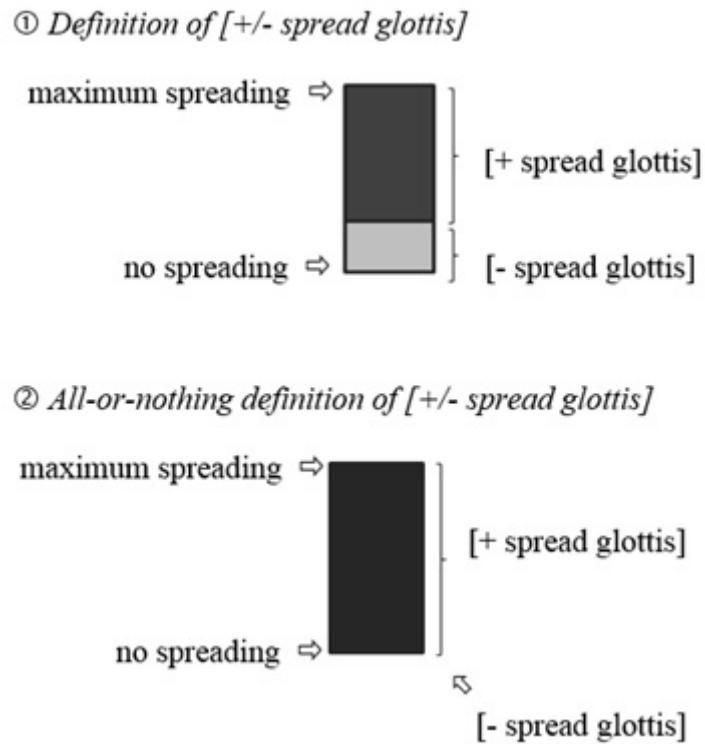 ① Definition of [+/- spread glottis]
maximum spreading
[+ spread glottis]
no spreading
[- spread glottis]
② All-or-nothing definition of [+/- spread glottis]
maximum spreading
[+ spread glottis]
no spreading
[- spread glottis]